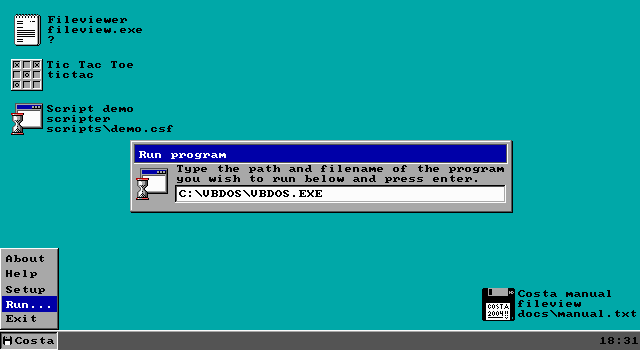 Fileviewer
fileview.exe
?
Tic Tac Toe
tictac
Script demo
scripter
scripts\demo.csf
Run program
Type the path and filename of the program
you wish to run below and press enter.
C:\VBDOS\VBDOS.EXE
About
Help
Setup
Run...
Exit
COSTA
2004!!
Costa manual
fileview
docs\manual.txt
Costa
18:31